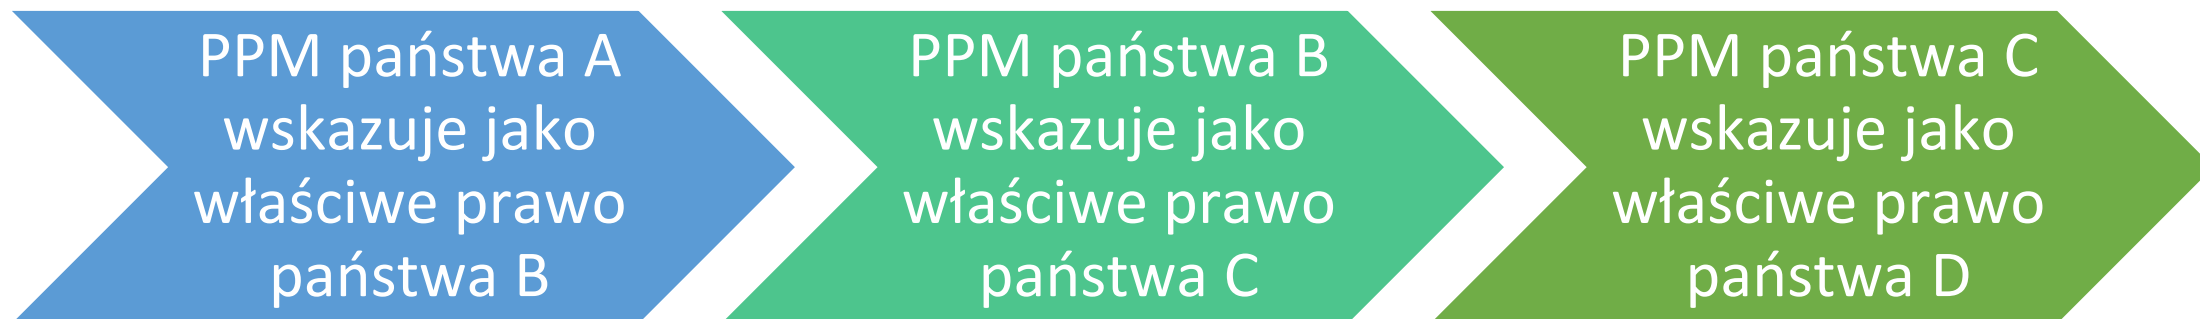 PPM państwa A
wskazuje jako
właściwe prawo
państwa B
PPM państwa B
wskazuje jako
właściwe prawo
państwa C
PPM państwa C
wskazuje jako
właściwe prawo
państwa D